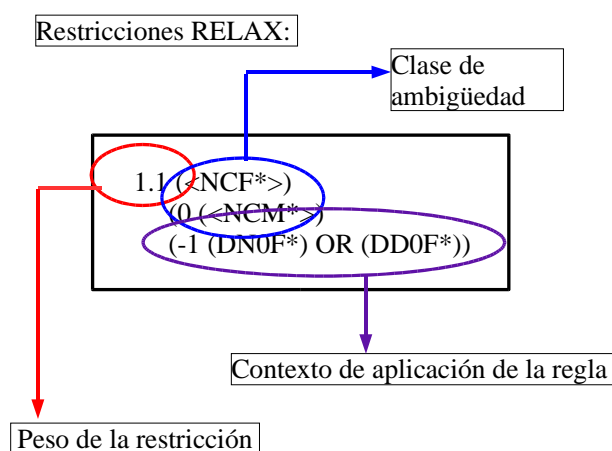 Restricciones RELAX:
Clase de
ambigüedad
1.1 (<NCF*>)
(0 (<NCM*>)
(-1 (DN0F*) OR (DD0F*))
Contexto de aplicación de la regla
Peso de la restricción